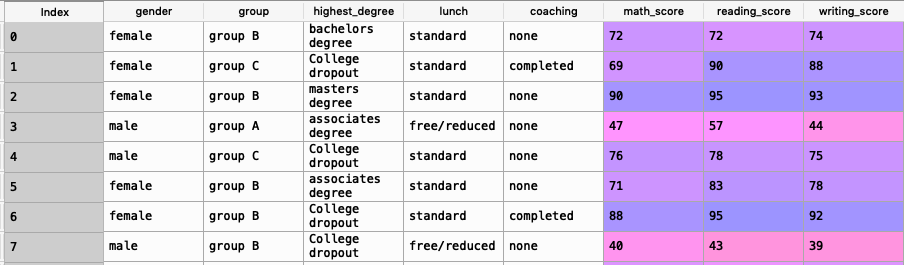 Index gender group highest_degree lunch coaching math_score reading_score writing_score
0 female group B bachelors degree standard none 72 72 74
1 female group C College dropout standard completed 69 90 88
2 female group B masters degree standard none 90 95 93
3 male group A associates degree free/reduced none 47 57 44
4 male group C College dropout standard none 76 78 75
5 female group B associates degree standard none 71 83 78
6 female group B College dropout standard completed 88 95 92
7 male group B College dropout free/reduced none 40 43 39